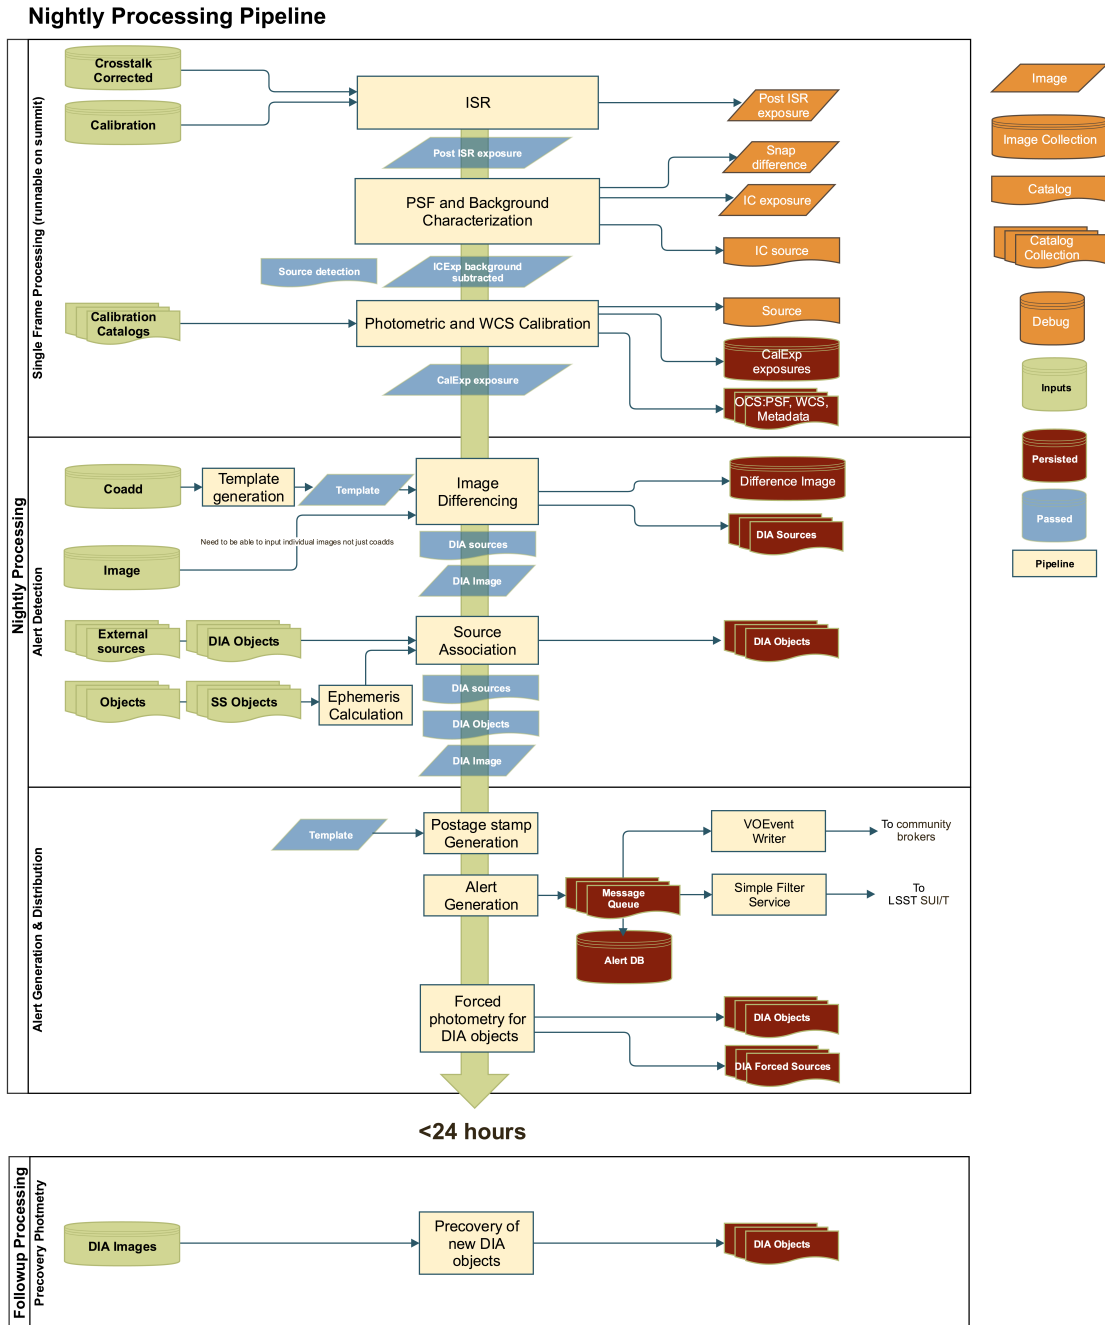 Nightly Processing Pipeline
Nightly Processing
Single Frame Processing (runnable on summit)
Crosstalk
Corrected
Calibration
ISR
Post ISR
exposure
Post ISR exposure
Snap
difference
PSF and Background
Characterization
IC exposure
IC source
Source detection
ICExp background
subtracted
Calibration
Catalogs
Photometric and WCS Calibration
Source
CalExp
exposures
CalExp exposure
OCS:PSF, WCS,
Metadata
Image
Image Collection
Catalog
Catalog
Collection
Debug
Inputs
Persisted
Passed
Pipeline
Alert Detection
Coadd
Template
generation
Template
Image
Differencing
Difference Image
DIA Sources
Need to be able to input individual images not just coadds
Image
DIA sources
DIA Image
External
sources
DIA Objects
Source
Association
DIA Objects
Objects
SS Objects
Ephemeris
Calculation
DIA sources
DIA Objects
DIA Image
Alert Generation & Distribution
Template
Postage stamp
Generation
VOEvent
Writer
To community
brokers
Alert
Generation
Message
Queue
Simple Filter
Service
To
LSST SUI/T
Alert DB
Forced
photometry for
DIA objects
DIA Objects
DIA Forced Sources
<24 hours
Followup Processing
Precovery Photmetry
DIA Images
Precovery of
new DIA
objects
DIA Objects